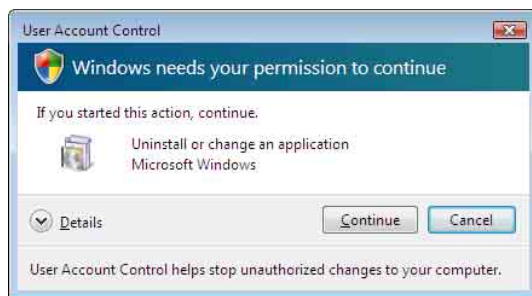 User Account Control
Windows needs your permission to continue
If you started this action, continue.
Uninstall or change an application
Microsoft Windows
Details
Continue
Cancel
User Account Control helps stop unauthorized changes to your computer.